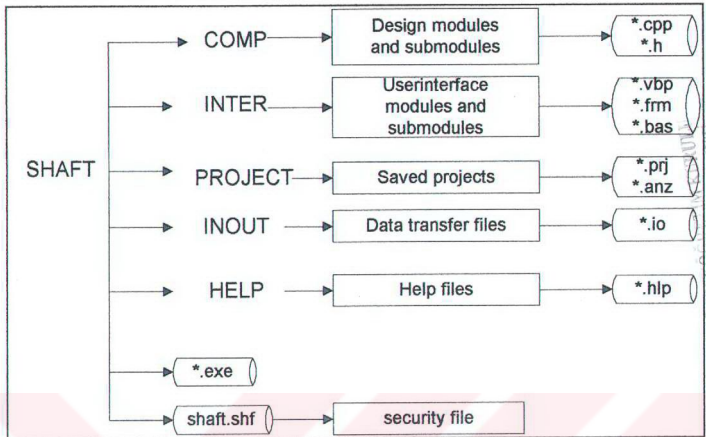 SHAFT
COMP
Design modules
and submodules
*.cpp
*.h
INTER
Userinterface
modules and
submodules
*.vbp
*.frm
*.bas
PROJECT
Saved projects
*.prj
*.anz
INOUT
Data transfer files
*.io
HELP
Help files
*.hlp
*.exe
shaft.shf
security file